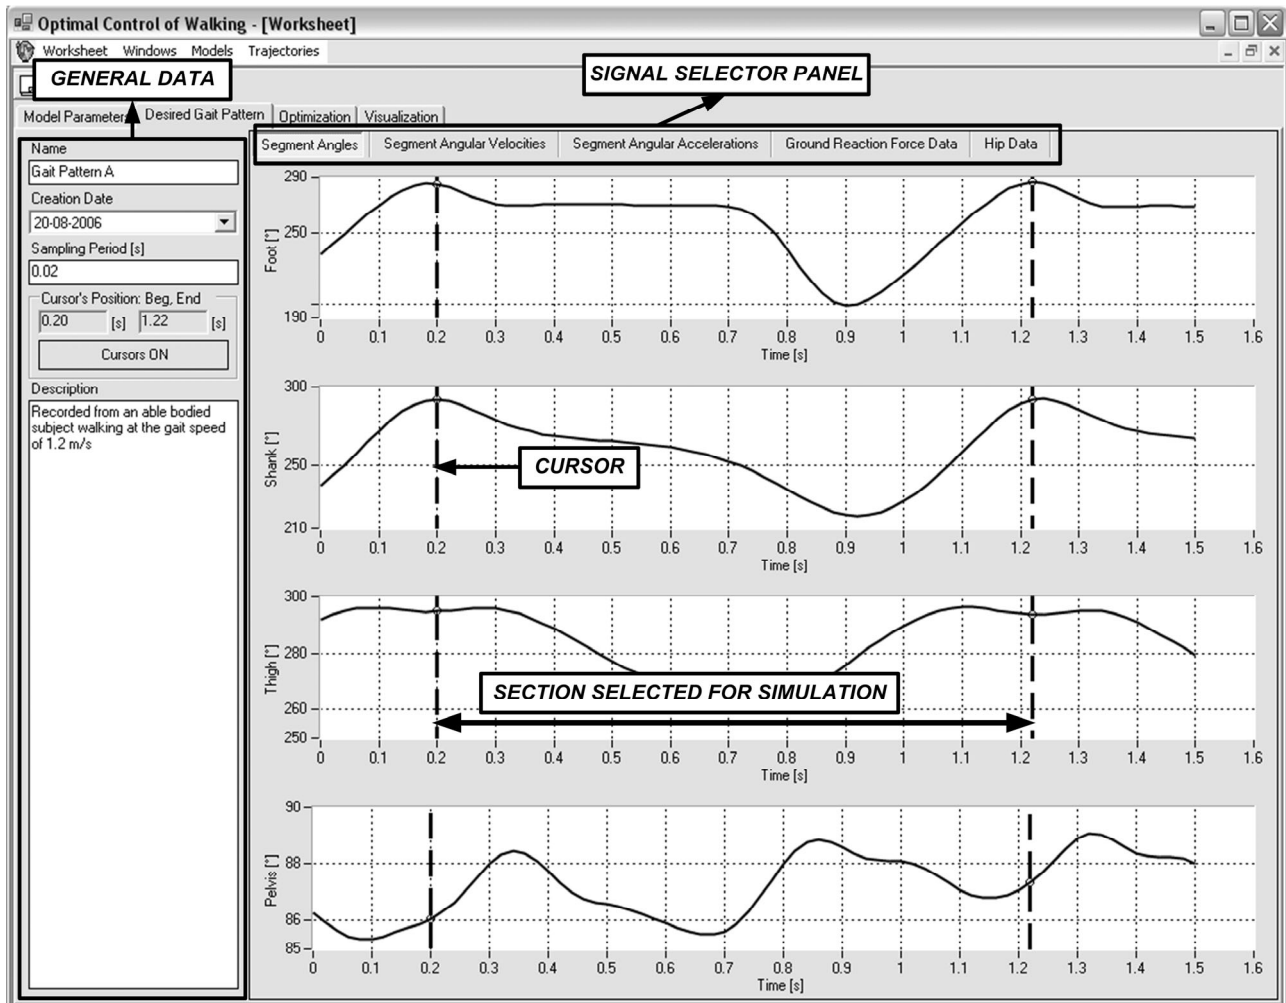 Optimal Control of Walking - [Worksheet]
Worksheet Windows Models Trajectories
GENERAL DATA
SIGNAL SELECTOR PANEL
Model Parameters Desired Gait Pattern Optimization Visualization
Segment Angles Segment Angular Velocities Segment Angular Accelerations Ground Reaction Force Data Hip Data
Name
Gait Pattern A
Creation Date
20-08-2006
Sampling Period [s]
0.02
Cursor's Position: Beg, End
0.20 [s] 1.22 [s]
Cursors ON
Description
Recorded from an able bodied
subject walking at the gait speed
of 1.2 m/s
290
250
190
Foot [°]
0 0.1 0.2 0.3 0.4 0.5 0.6 0.7 0.8 0.9 1 1.1 1.2 1.3 1.4 1.5 1.6
Time [s]
300
250
210
Shank [°]
CURSOR
0 0.1 0.2 0.3 0.4 0.5 0.6 0.7 0.8 0.9 1 1.1 1.2 1.3 1.4 1.5 1.6
Time [s]
300
280
260
250
Thigh [°]
SECTION SELECTED FOR SIMULATION
0 0.1 0.2 0.3 0.4 0.5 0.6 0.7 0.8 0.9 1 1.1 1.2 1.3 1.4 1.5 1.6
Time [s]
90
88
86
85
Pelvis [°]
0 0.1 0.2 0.3 0.4 0.5 0.6 0.7 0.8 0.9 1 1.1 1.2 1.3 1.4 1.5 1.6
Time [s]